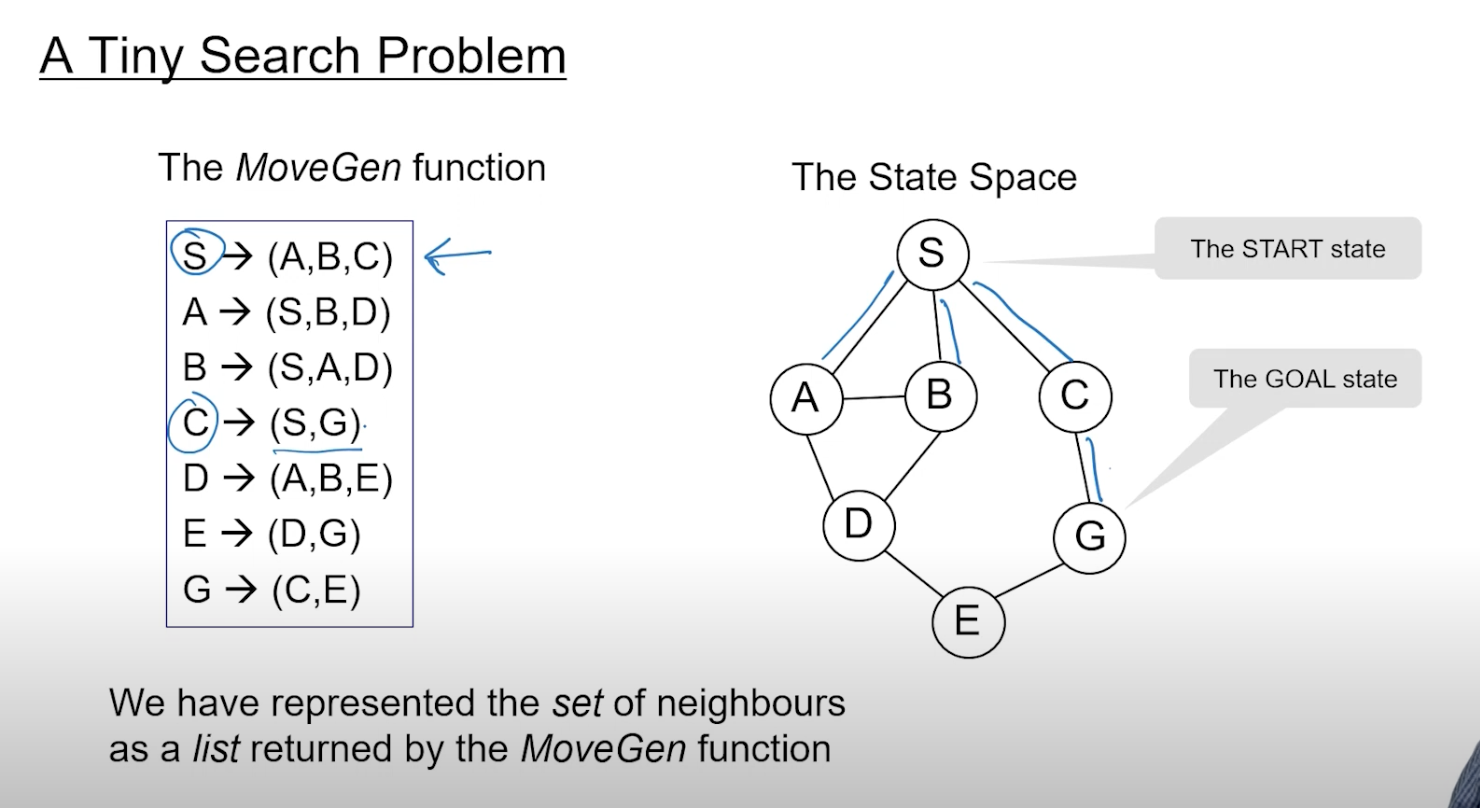 A Tiny Search Problem
The MoveGen function
S → (A,B,C)
A → (S,B,D)
B → (S,A,D)
C → (S,G)
D → (A,B,E)
E → (D,G)
G → (C,E)
The State Space
S
The START state
The GOAL state
A
B
C
D
G
E
We have represented the set of neighbours
as a list returned by the MoveGen function